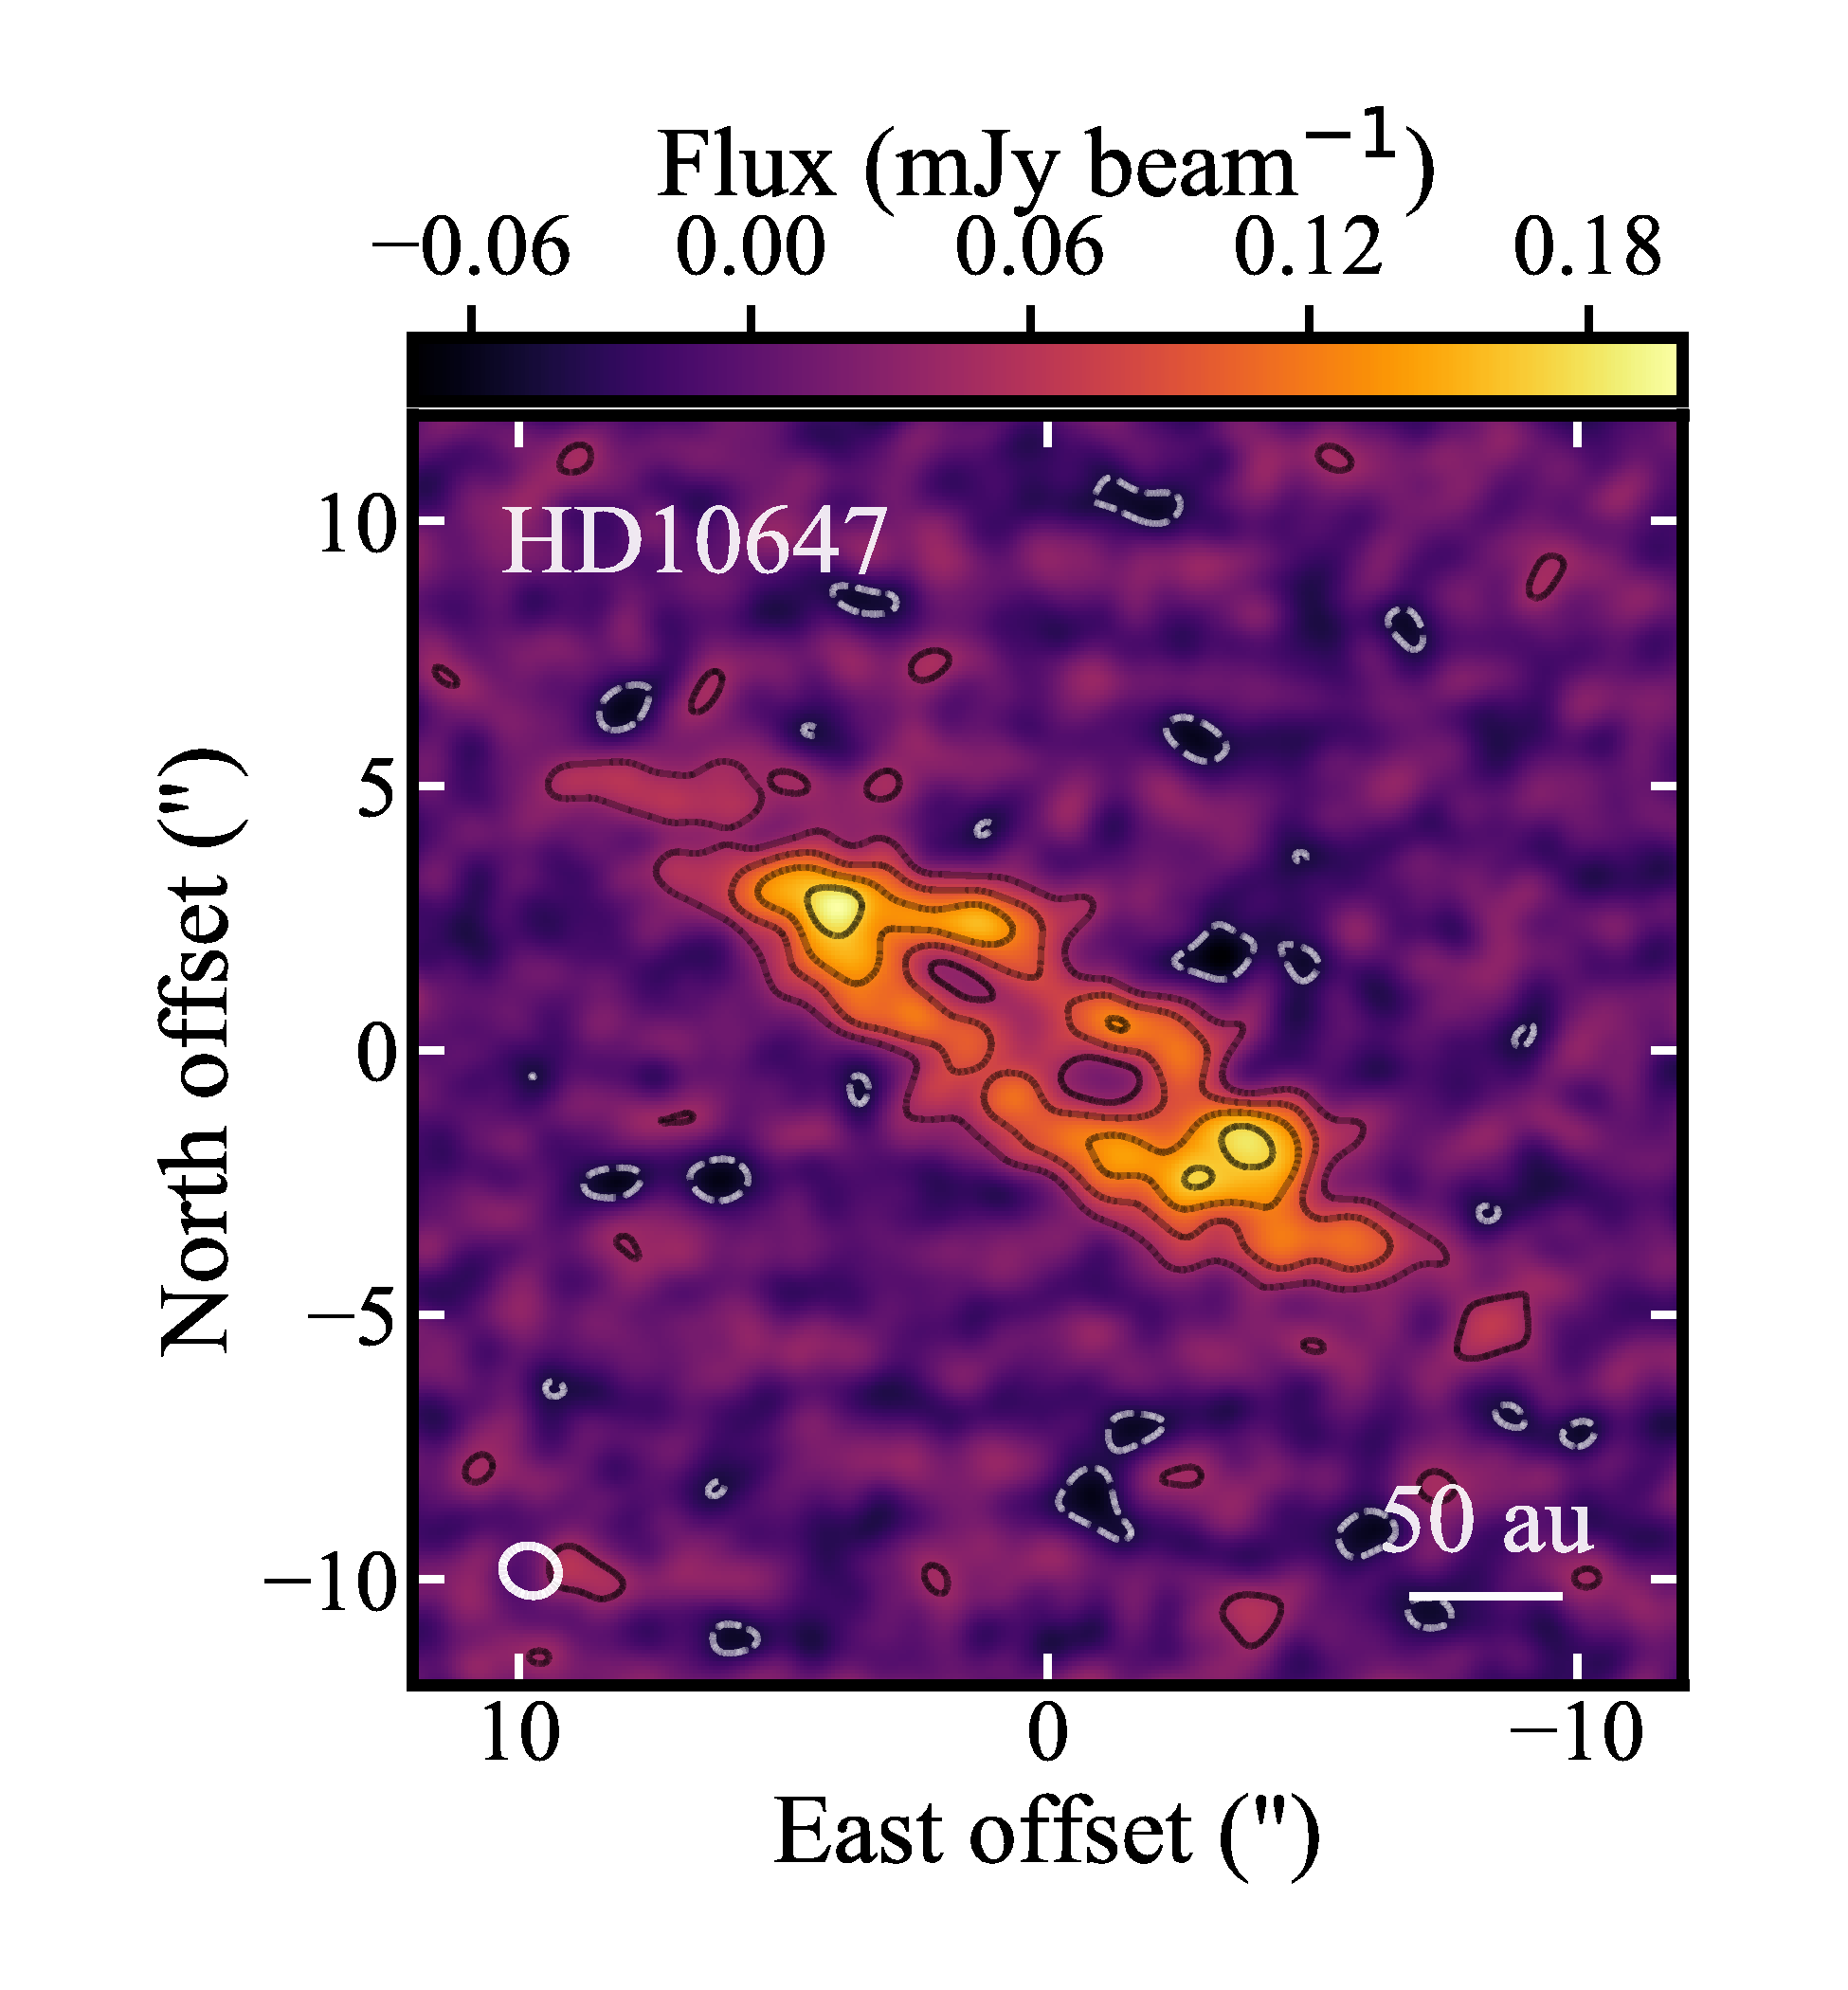 Flux (mJy beam⁻¹)
−0.06 0.00 0.06 0.12 0.18
HD10647
10
5
0
−5
−10
North offset (")
50 au
10 0 −10
East offset (")